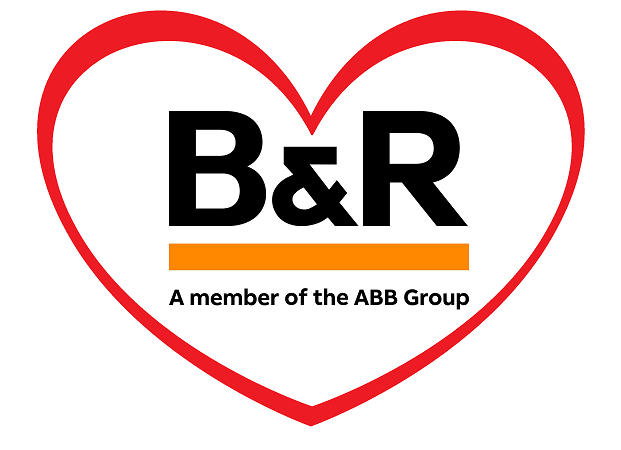 B&R
A member of the ABB Group